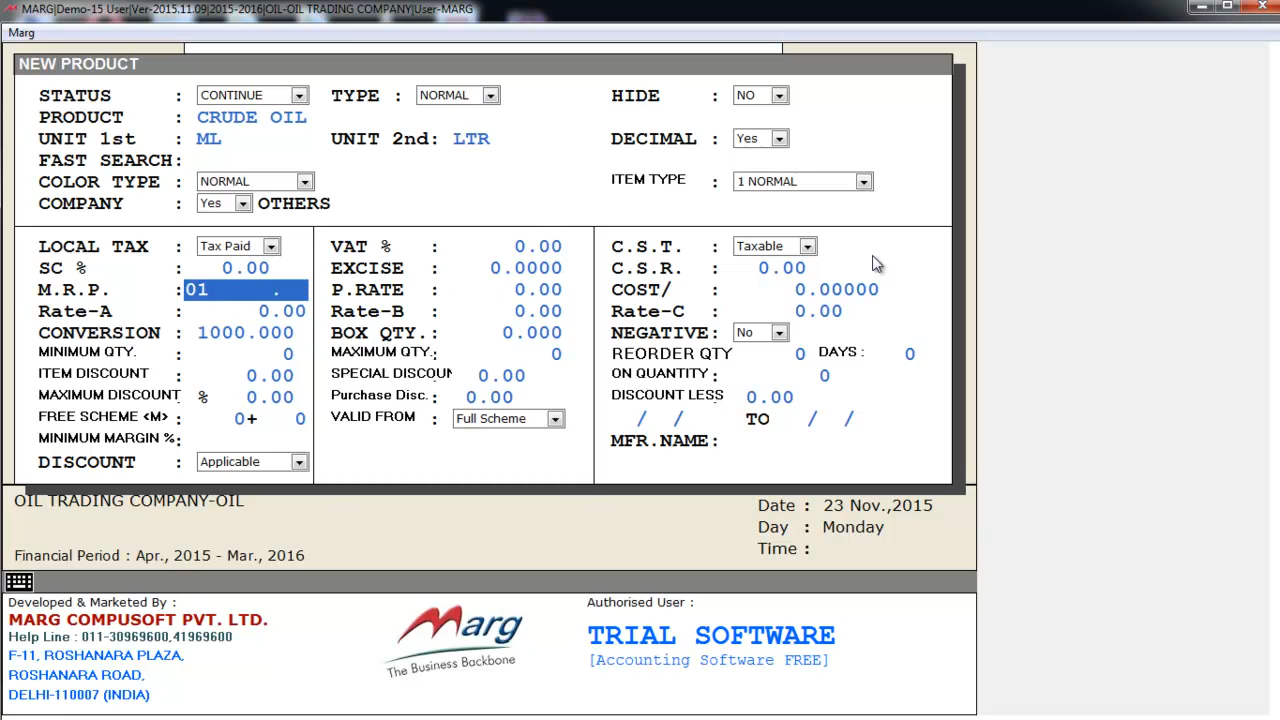 MARG|Demo-15 User|Ver-2015.11.09|2015-2016|OIL-OIL TRADING COMPANY|User-MARG
Marg
NEW PRODUCT
STATUS : CONTINUE TYPE : NORMAL HIDE : NO
PRODUCT : CRUDE OIL
UNIT 1st : ML UNIT 2nd: LTR DECIMAL : Yes
FAST SEARCH:
COLOR TYPE : NORMAL ITEM TYPE : 1 NORMAL
COMPANY : Yes OTHERS
LOCAL TAX : Tax Paid VAT % : 0.00 C.S.T. : Taxable
SC % : 0.00 EXCISE : 0.0000 C.S.R. : 0.00
M.R.P. :01 . P.RATE : 0.00 COST/ : 0.00000
Rate-A : 0.00 Rate-B : 0.00 Rate-C : 0.00
CONVERSION : 1000.000 BOX QTY.: 0.000 NEGATIVE: No
MINIMUM QTY. : 0 MAXIMUM QTY.: 0 REORDER QTY 0 DAYS : 0
ITEM DISCOUNT : 0.00 SPECIAL DISCOUN 0.00 ON QUANTITY : 0
MAXIMUM DISCOUNT % 0.00 Purchase Disc. : 0.00 DISCOUNT LESS 0.00
FREE SCHEME <M> : 0+ 0 VALID FROM : Full Scheme / / TO / /
MINIMUM MARGIN %: MFR.NAME:
DISCOUNT : Applicable
OIL TRADING COMPANY-OIL
Date : 23 Nov.,2015
Day : Monday
Time :
Financial Period : Apr., 2015 - Mar., 2016
Developed & Marketed By :
MARG COMPUSOFT PVT. LTD.
Help Line : 011-30969600,41969600
F-11, ROSHANARA PLAZA,
ROSHANARA ROAD,
DELHI-110007 (INDIA)
Marg
The Business Backbone
Authorised User :
TRIAL SOFTWARE
[Accounting Software FREE]